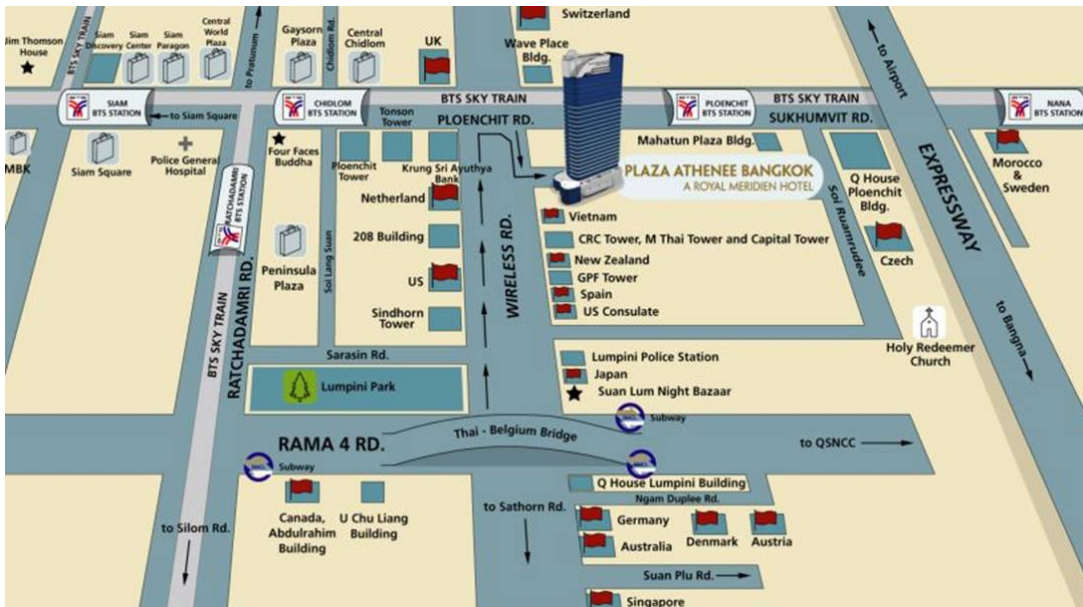 Jim Thomson
House
BTS SKY TRAIN
Siam
Discovery
Siam
Center
Siam
Paragon
Central
World
Plaza
to Pratunum
Gaysorn
Plaza
Chidlom Rd.
Central
Chidlom
UK
Switzerland
Wave Place
Bldg.
to Airport
SIAM
BTS STATION
to Siam Square
CHIDLOM
BTS STATION
BTS SKY TRAIN
PLOENCHIT RD.
PLOENCHIT
BTS STATION
BTS SKY TRAIN
SUKHUMVIT RD.
NANA
BTS STATION
MBK
Siam Square
Police General
Hospital
RATCHADAMRI
BTS STATION
Four Faces
Buddha
Tonson
Tower
Ploenchit
Tower
Krung Sri Ayuthya
Bank
Mahatun Plaza Bldg.
PLAZA ATHENEE BANGKOK
A ROYAL MERIDIEN HOTEL
Q House
Ploenchit
Bldg.
EXPRESSWAY
Morocco
&
Sweden
Netherland
208 Building
US
Sindhorn
Tower
Peninsula
Plaza
Soi Lang Suan
WIRELESS RD.
Vietnam
CRC Tower, M Thai Tower and Capital Tower
New Zealand
GPF Tower
Spain
US Consulate
Soi Ruamrudee
Czech
Holy Redeemer
Church
to Bangna
BTS SKY TRAIN
RATCHADAMRI RD.
Sarasin Rd.
Lumpini Park
Lumpini Police Station
Japan
Suan Lum Night Bazaar
Subway
RAMA 4 RD.
Thai - Belgium Bridge
to QSNCC
Subway
Q House Lumpini Building
Ngam Duplee Rd.
to Silom Rd.
Canada,
Abdulrahim
Building
U Chu Liang
Building
to Sathorn Rd.
Germany
Denmark
Austria
Australia
Suan Plu Rd.
Singapore